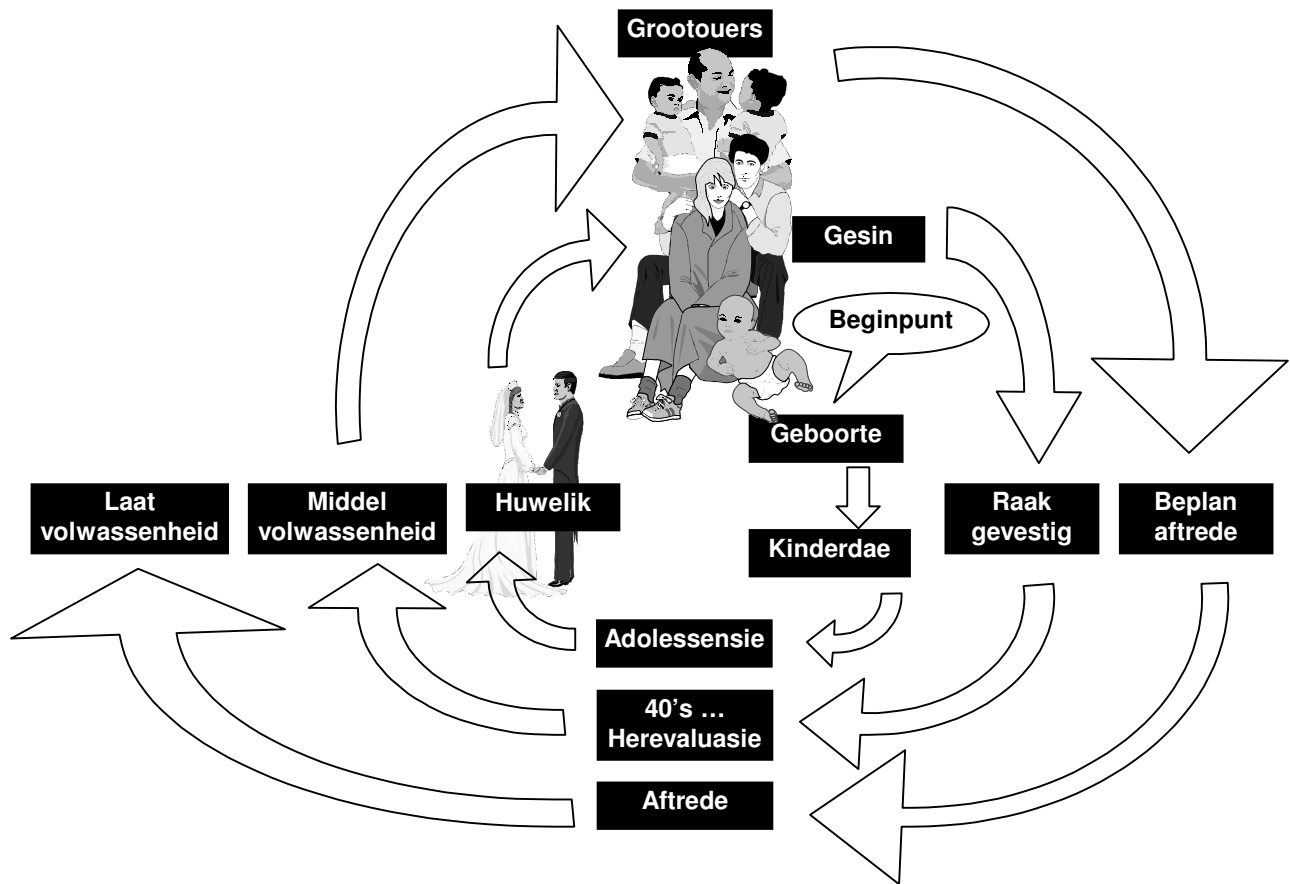 Grootouers
Gesin
Beginpunt
Geboorte
Laat
volwassenheid
Middel
volwassenheid
Huwelik
Raak
gevestig
Beplan
aftrede
Kinderdae
Adolessensie
40's ...
Herevaluasie
Aftrede